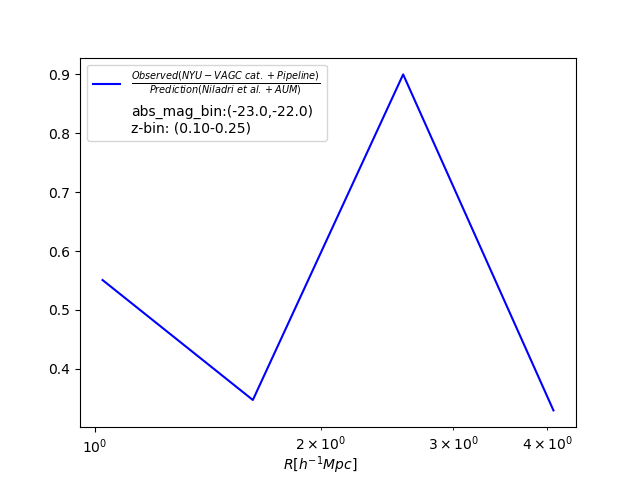 Observed(NYU−VAGC cat. +Pipeline)
Prediction(Niladri et al. +AUM)
abs_mag_bin:(-23.0,-22.0)
z-bin: (0.10-0.25)
0.9
0.8
0.7
0.6
0.5
0.4
10⁰ 2×10⁰ 3×10⁰ 4×10⁰
R[h⁻¹Mpc]